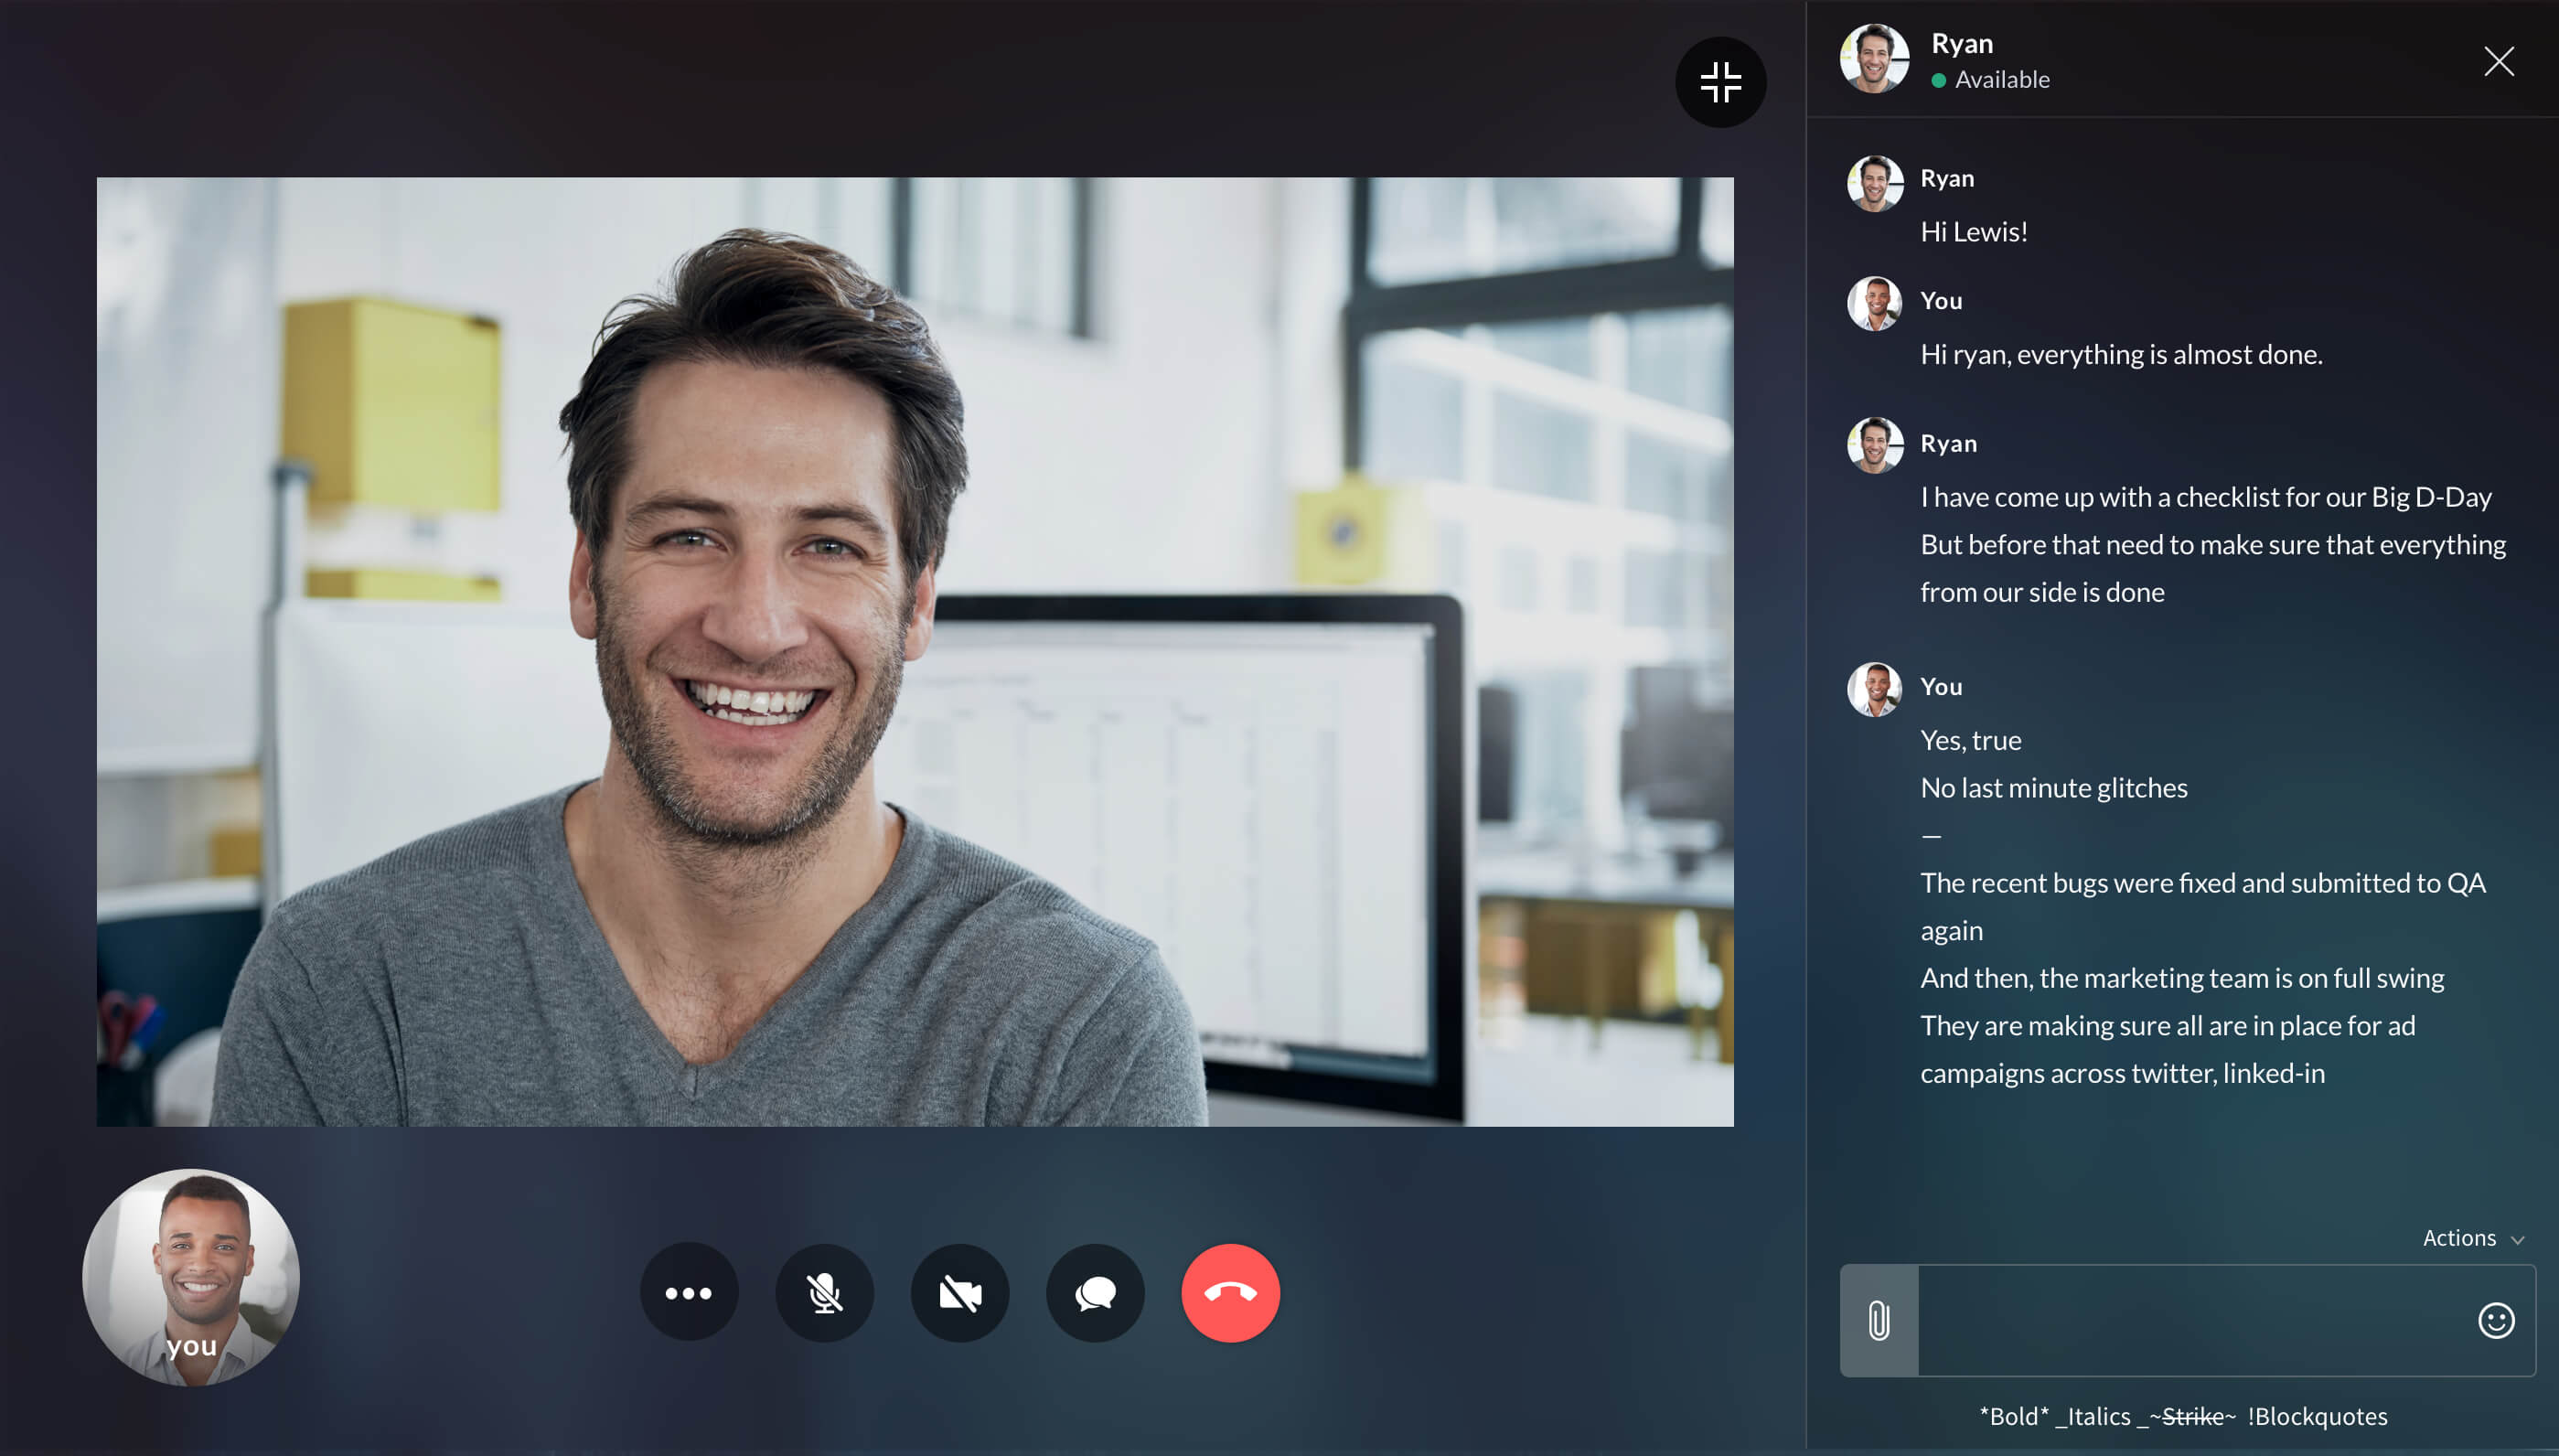 Ryan
Available
Ryan
Hi Lewis!
You
Hi ryan, everything is almost done.
Ryan
I have come up with a checklist for our Big D-Day
But before that need to make sure that everything
from our side is done
You
Yes, true
No last minute glitches
—
The recent bugs were fixed and submitted to QA
again
And then, the marketing team is on full swing
They are making sure all are in place for ad
campaigns across twitter, linked-in
you
Actions
*Bold* _Italics _~Strike~ !Blockquotes